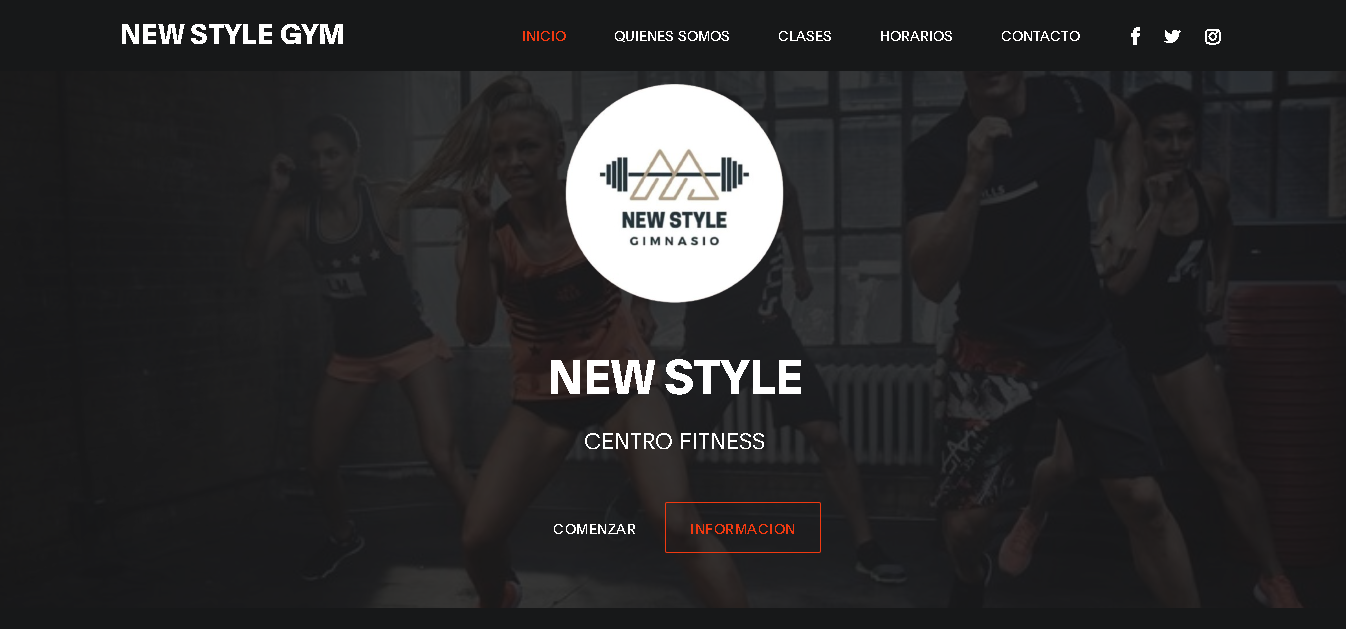 NEW STYLE GYM
INICIO
QUIENES SOMOS
CLASES
HORARIOS
CONTACTO
NEW STYLE
GIMNASIO
NEW STYLE
CENTRO FITNESS
COMENZAR
INFORMACION